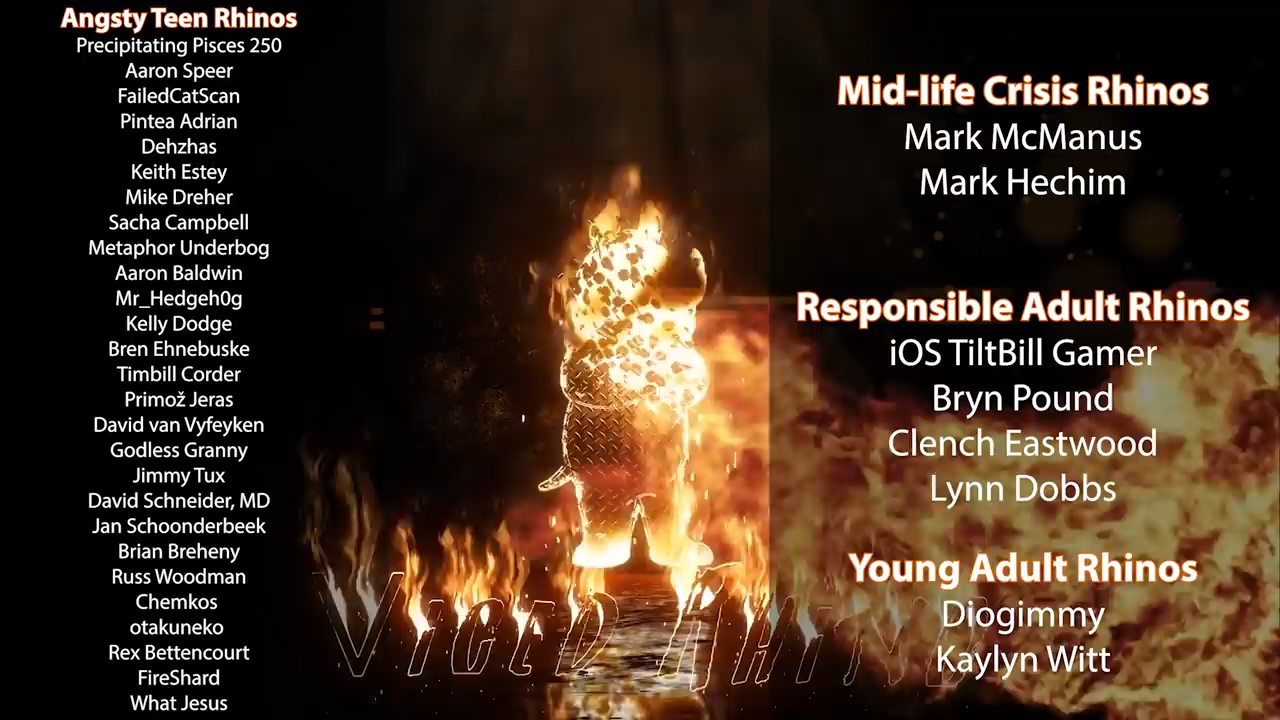 Angsty Teen Rhinos
Precipitating Pisces 250
Aaron Speer
FailedCatScan
Pintea Adrian
Dehzhas
Keith Estey
Mike Dreher
Sacha Campbell
Metaphor Underbog
Aaron Baldwin
Mr_Hedgeh0g
Kelly Dodge
Bren Ehnebuske
Timbill Corder
Primož Jeras
David van Vyfeyken
Godless Granny
Jimmy Tux
David Schneider, MD
Jan Schoonderbeek
Brian Breheny
Russ Woodman
Chemkos
otakuneko
Rex Bettencourt
FireShard
What Jesus
Mid-life Crisis Rhinos
Mark McManus
Mark Hechim
Responsible Adult Rhinos
iOS TiltBill Gamer
Bryn Pound
Clench Eastwood
Lynn Dobbs
Young Adult Rhinos
Diogimmy
Kaylyn Witt